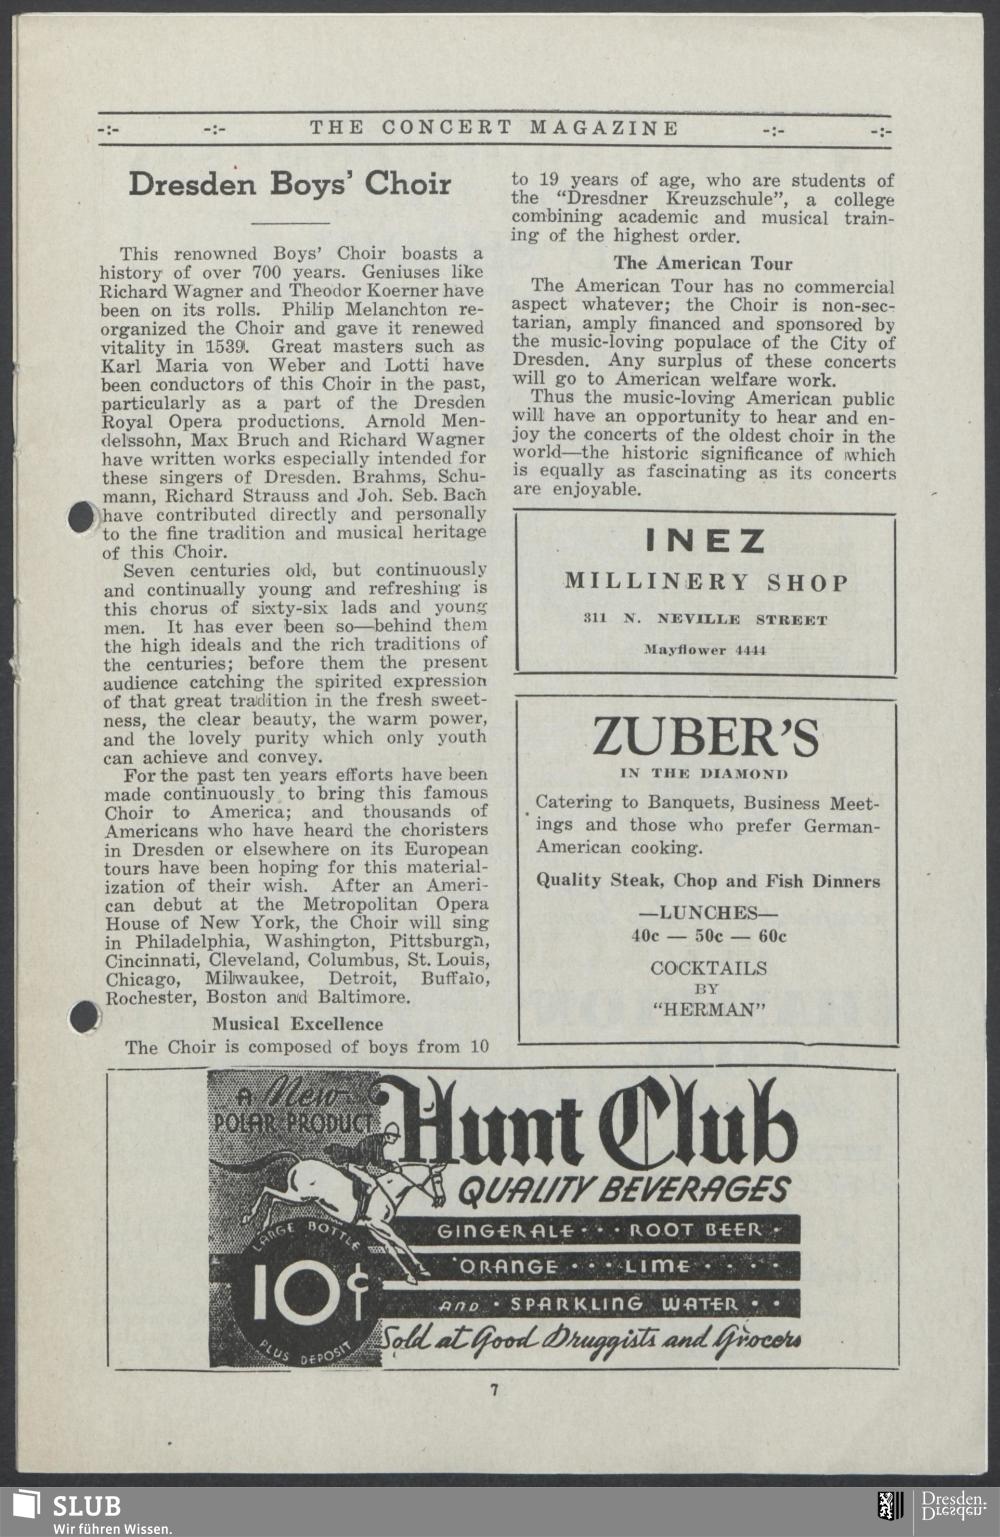 -:- -:- THE CONCERT MAGAZINE -:- -:-
Dresden Boys' Choir
This renowned Boys' Choir boasts a
history of over 700 years. Geniuses like
Richard Wagner and Theodor Koerner have
been on its rolls. Philip Melanchton re-
organized the Choir and gave it renewed
vitality in 1539. Great masters such as
Karl Maria von Weber and Lotti have
been conductors of this Choir in the past,
particularly as a part of the Dresden
Royal Opera productions. Arnold Men-
delssohn, Max Bruch and Richard Wagner
have written works especially intended for
these singers of Dresden. Brahms, Schu-
mann, Richard Strauss and Joh. Seb. Bach
have contributed directly and personally
to the fine tradition and musical heritage
of this Choir.
Seven centuries old, but continuously
and continually young and refreshing is
this chorus of sixty-six lads and young
men. It has ever been so—behind them
the high ideals and the rich traditions of
the centuries; before them the present
audience catching the spirited expression
of that great tradition in the fresh sweet-
ness, the clear beauty, the warm power,
and the lovely purity which only youth
can achieve and convey.
For the past ten years efforts have been
made continuously to bring this famous
Choir to America; and thousands of
Americans who have heard the choristers
in Dresden or elsewhere on its European
tours have been hoping for this material-
ization of their wish. After an Ameri-
can debut at the Metropolitan Opera
House of New York, the Choir will sing
in Philadelphia, Washington, Pittsburgh,
Cincinnati, Cleveland, Columbus, St. Louis,
Chicago, Milwaukee, Detroit, Buffalo,
Rochester, Boston and Baltimore.
Musical Excellence
The Choir is composed of boys from 10
to 19 years of age, who are students of
the "Dresdner Kreuzschule", a college
combining academic and musical train-
ing of the highest order.
The American Tour
The American Tour has no commercial
aspect whatever; the Choir is non-sec-
tarian, amply financed and sponsored by
the music-loving populace of the City of
Dresden. Any surplus of these concerts
will go to American welfare work.
Thus the music-loving American public
will have an opportunity to hear and en-
joy the concerts of the oldest choir in the
world—the historic significance of which
is equally as fascinating as its concerts
are enjoyable.
INEZ
MILLINERY SHOP
311 N. NEVILLE STREET
Mayflower 4444
ZUBER'S
IN THE DIAMOND
Catering to Banquets, Business Meet-
ings and those who prefer German-
American cooking.
Quality Steak, Chop and Fish Dinners
—LUNCHES—
40c — 50c — 60c
COCKTAILS
BY
"HERMAN"
A New
POLAR PRODUCT
Hunt Club
QUALITY BEVERAGES
GINGER ALE · · · ROOT BEER ·
ORANGE · · · LIME · · · ·
AND · SPARKLING WATER · ·
LARGE BOTTLE
10¢
PLUS DEPOSIT
Sold at Good Druggists and Grocers
7
SLUB
Wir führen Wissen.
Dresden.
Dresden.